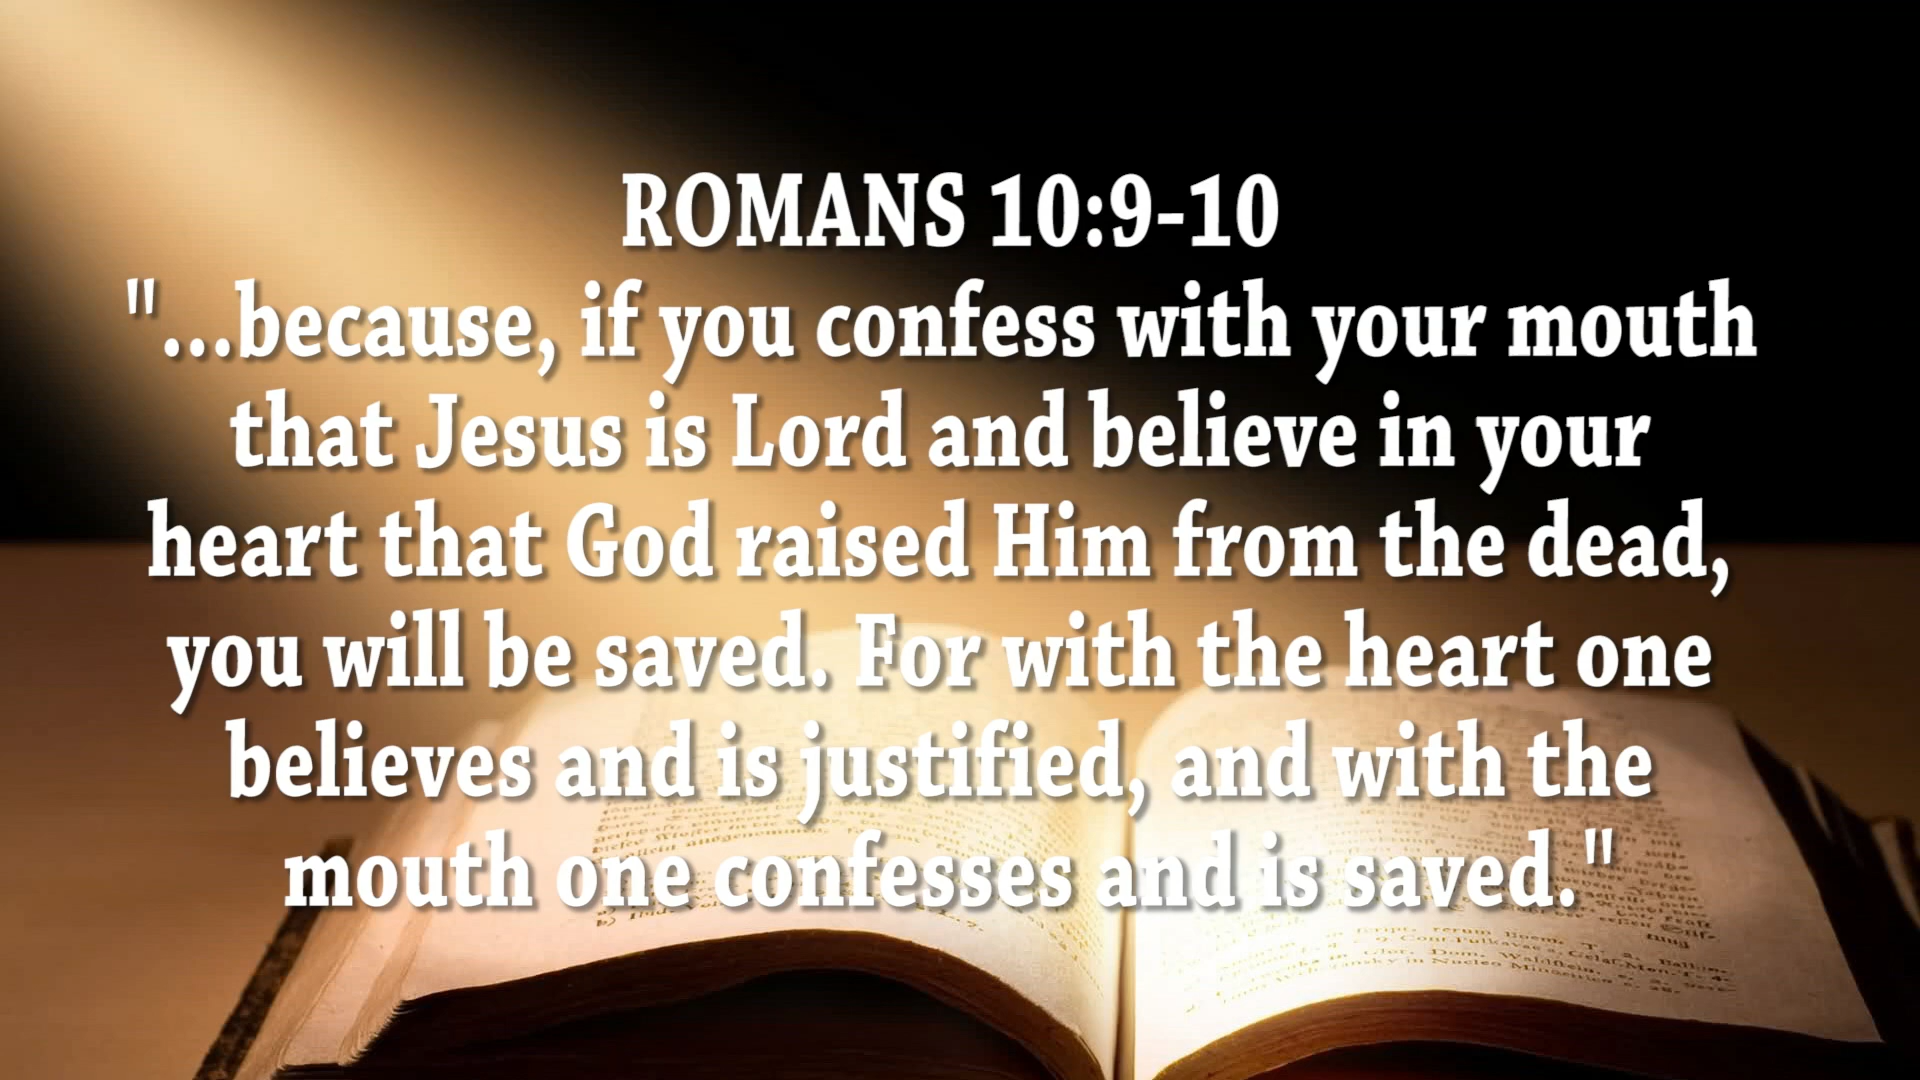 ROMANS 10:9-10
"...because, if you confess with your mouth
that Jesus is Lord and believe in your
heart that God raised Him from the dead,
you will be saved. For with the heart one
believes and is justified, and with the
mouth one confesses and is saved."